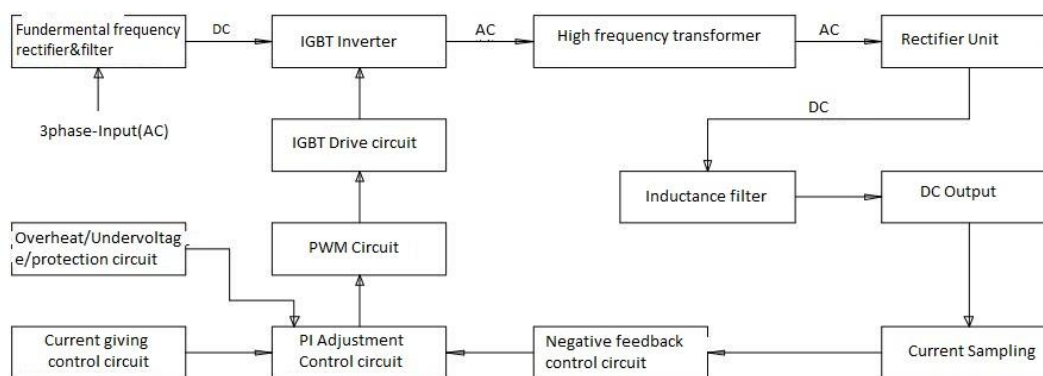 Fundermental frequency
rectifier&filter
DC
IGBT Inverter
AC
High frequency transformer
AC
Rectifier Unit
3phase-Input(AC)
DC
IGBT Drive circuit
Inductance filter
DC Output
Overheat/Undervoltag
e/protection circuit
PWM Circuit
Current giving
control circuit
PI Adjustment
Control circuit
Negative feedback
control circuit
Current Sampling